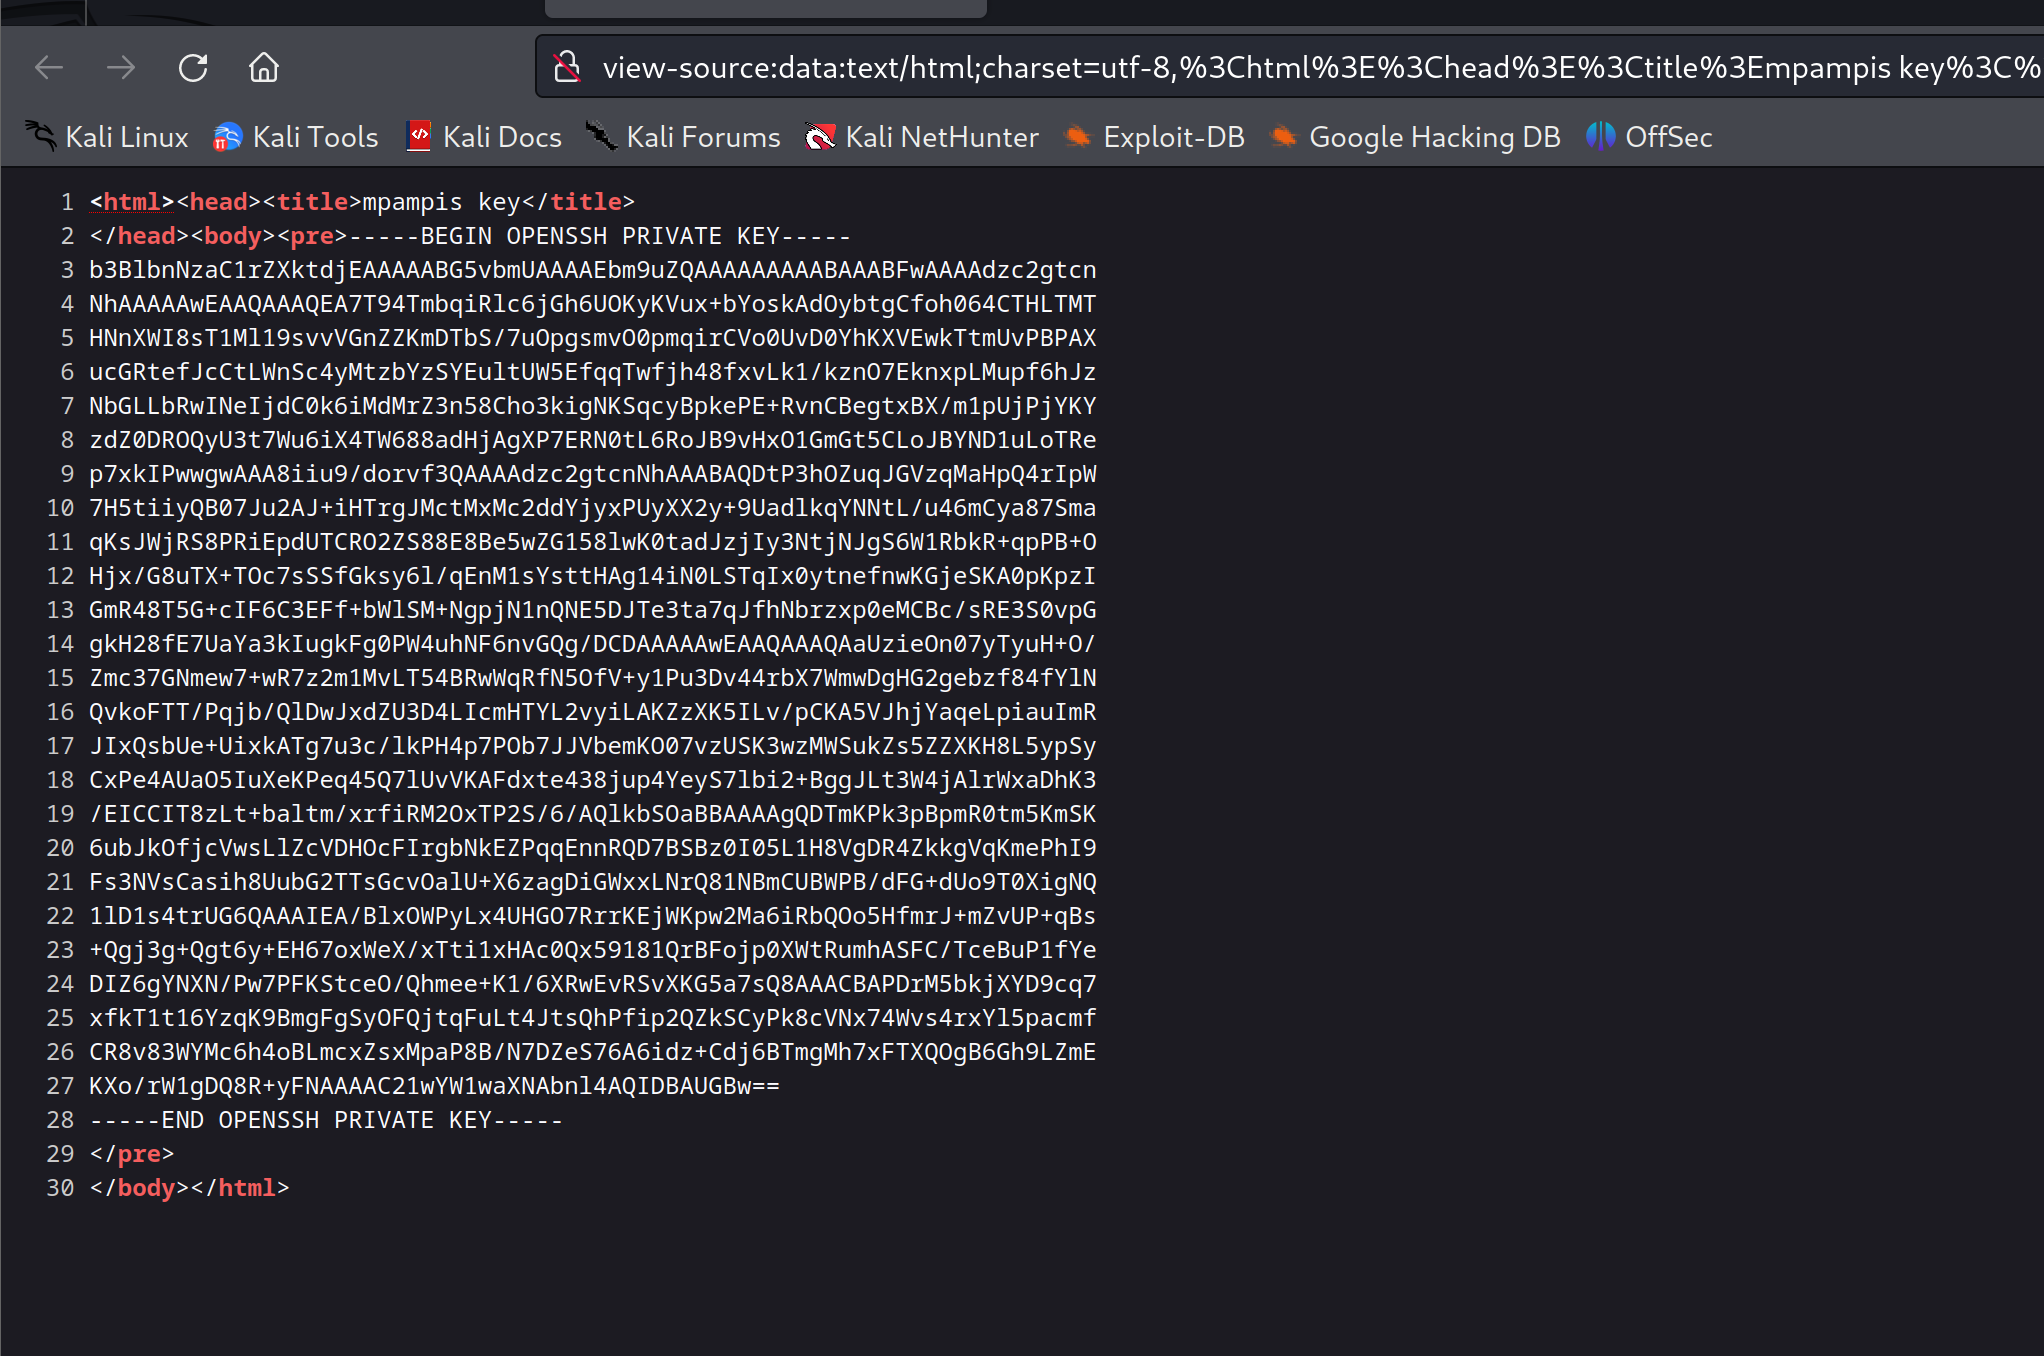 view-source:data:text/html;charset=utf-8,%3Chtml%3E%3Chead%3E%3Ctitle%3Empampis key%3C%
Kali Linux Kali Tools Kali Docs Kali Forums Kali NetHunter Exploit-DB Google Hacking DB OffSec
1 <html><head><title>mpampis key</title>
2 </head><body><pre>-----BEGIN OPENSSH PRIVATE KEY-----
3 b3BlbnNzaC1rZXktdjEAAAAABG5vbmUAAAAEbm9uZQAAAAAAAAABAAABFwAAAAdzc2gtcn
4 NhAAAAAwEAAQAAAQEA7T94TmbqiRlc6jGh6UOKyKVux+bYoskAdOybtgCfoh064CTHLTMT
5 HNnXWI8sT1Ml19svvVGnZZKmDTbS/7uOpgsmvO0pmqirCVo0UvD0YhKXVEwkTtmUvPBPAX
6 ucGRtefJcCtLWnSc4yMtzbYzSYEultUW5EfqqTwfjh48fxvLk1/kznO7EknxpLMupf6hJz
7 NbGLLbRwINeIjdC0k6iMdMrZ3n58Cho3kigNKSqcyBpkePE+RvnCBegtxBX/m1pUjPjYKY
8 zdZ0DROQyU3t7Wu6iX4TW688adHjAgXP7ERN0tL6RoJB9vHxO1GmGt5CLoJBYND1uLoTRe
9 p7xkIPwwgwAAA8iiu9/dorvf3QAAAAdzc2gtcnNhAAABAQDtP3hOZuqJGVzqMaHpQ4rIpW
10 7H5tiiyQB07Ju2AJ+iHTrgJMctMxMc2ddYjyxPUyXX2y+9UadlkqYNNtL/u46mCya87Sma
11 qKsJWjRS8PRiEpdUTCRO2ZS88E8Be5wZG158lwK0tadJzjIy3NtjNJgS6W1RbkR+qpPB+O
12 Hjx/G8uTX+TOc7sSSfGksy6l/qEnM1sYsttHAg14iN0LSTqIx0ytnefnwKGjeSKA0pKpzI
13 GmR48T5G+cIF6C3EFf+bWlSM+NgpjN1nQNE5DJTe3ta7qJfhNbrzxp0eMCBc/sRE3S0vpG
14 gkH28fE7UaYa3kIugkFg0PW4uhNF6nvGQg/DCDAAAAAwEAAQAAAQAaUzieOn07yTyuH+O/
15 Zmc37GNmew7+wR7z2m1MvLT54BRwWqRfN5OfV+y1Pu3Dv44rbX7WmwDgHG2gebzf84fYlN
16 QvkoFTT/Pqjb/QlDwJxdZU3D4LIcmHTYL2vyiLAKZzXK5ILv/pCKA5VJhjYaqeLpiauImR
17 JIxQsbUe+UixkATg7u3c/lkPH4p7POb7JJVbemKO07vzUSK3wzMWSukZs5ZZXKH8L5ypSy
18 CxPe4AUaO5IuXeKPeq45Q7lUvVKAFdxte438jup4YeyS7lbi2+BggJLt3W4jAlrWxaDhK3
19 /EICCIT8zLt+baltm/xrfiRM2OxTP2S/6/AQlkbSOaBBAAAAgQDTmKPk3pBpmR0tm5KmSK
20 6ubJkOfjcVwsLlZcVDHOcFIrgbNkEZPqqEnnRQD7BSBz0I05L1H8VgDR4ZkkgVqKmePhI9
21 Fs3NVsCasih8UubG2TTsGcvOalU+X6zagDiGWxxLNrQ81NBmCUBWPB/dFG+dUo9T0XigNQ
22 1lD1s4trUG6QAAAIEA/BlxOWPyLx4UHGO7RrrKEjWKpw2Ma6iRbQOo5HfmrJ+mZvUP+qBs
23 +Qgj3g+Qgt6y+EH67oxWeX/xTti1xHAc0Qx59181QrBFojp0XWtRumhASFC/TceBuP1fYe
24 DIZ6gYNXN/Pw7PFKStceO/Qhmee+K1/6XRwEvRSvXKG5a7sQ8AAACBAPDrM5bkjXYD9cq7
25 xfkT1t16YzqK9BmgFgSyOFQjtqFuLt4JtsQhPfip2QZkSCyPk8cVNx74Wvs4rxYl5pacmf
26 CR8v83WYMc6h4oBLmcxZsxMpaP8B/N7DZeS76A6idz+Cdj6BTmgMh7xFTXQOgB6Gh9LZmE
27 KXo/rW1gDQ8R+yFNAAAAC21wYW1waXNAbnl4AQIDBAUGBw==
28 -----END OPENSSH PRIVATE KEY-----
29 </pre>
30 </body></html>